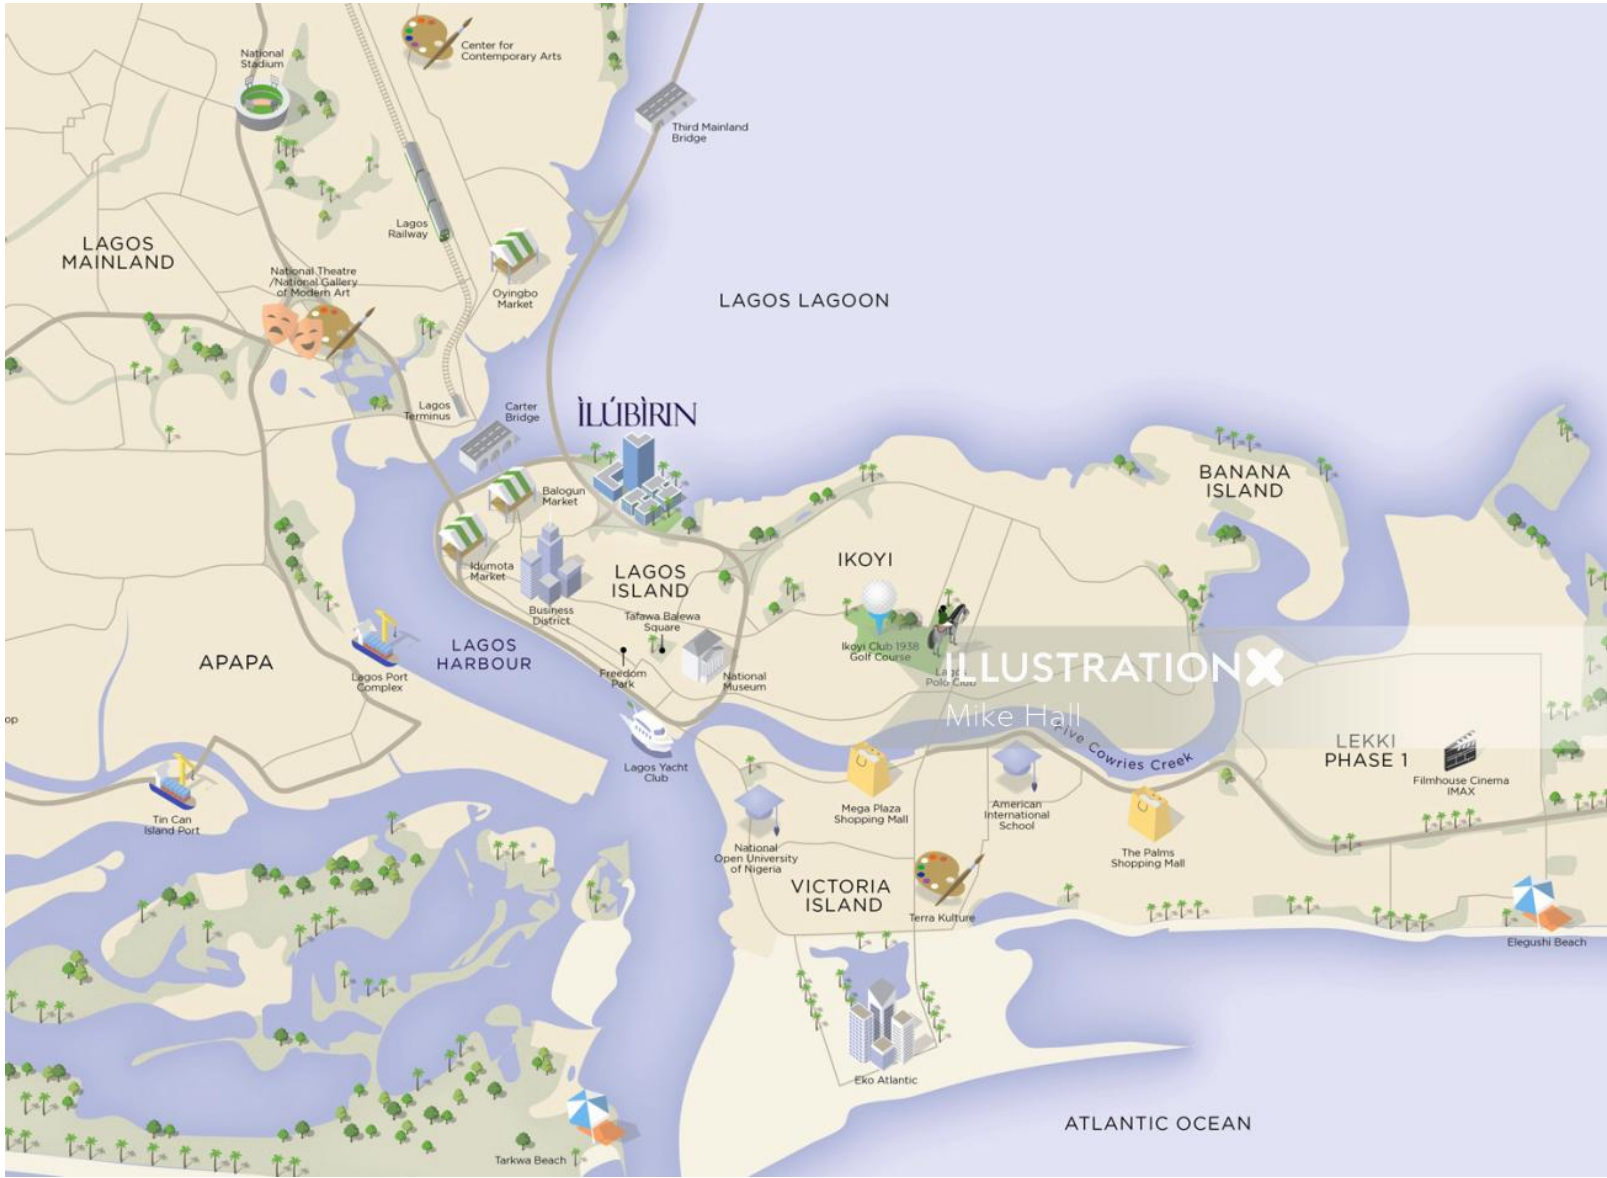 National
Stadium
Center for
Contemporary Arts
Third Mainland
Bridge
Lagos
Railway
LAGOS
MAINLAND
National Theatre
/National Gallery
of Modern Art
Oyingbo
Market
LAGOS LAGOON
Lagos
Terminus
Carter
Bridge
ÌLÚBÌRIN
Balogun
Market
BANANA
ISLAND
Idumota
Market
Business
District
LAGOS
ISLAND
IKOYI
Tafawa Balewa
Square
Ikoyi Club 1938
Golf Course
Lagos
Polo Club
ILLUSTRATIONX
Mike Hall
APAPA
Lagos Port
Complex
LAGOS
HARBOUR
Freedom
Park
National
Museum
op
Five Cowries Creek
LEKKI
PHASE 1
Filmhouse Cinema
IMAX
Lagos Yacht
Club
Tin Can
Island Port
Mega Plaza
Shopping Mall
American
International
School
The Palms
Shopping Mall
National
Open University
of Nigeria
VICTORIA
ISLAND
Terra Kulture
Elegushi Beach
Eko Atlantic
ATLANTIC OCEAN
Tarkwa Beach